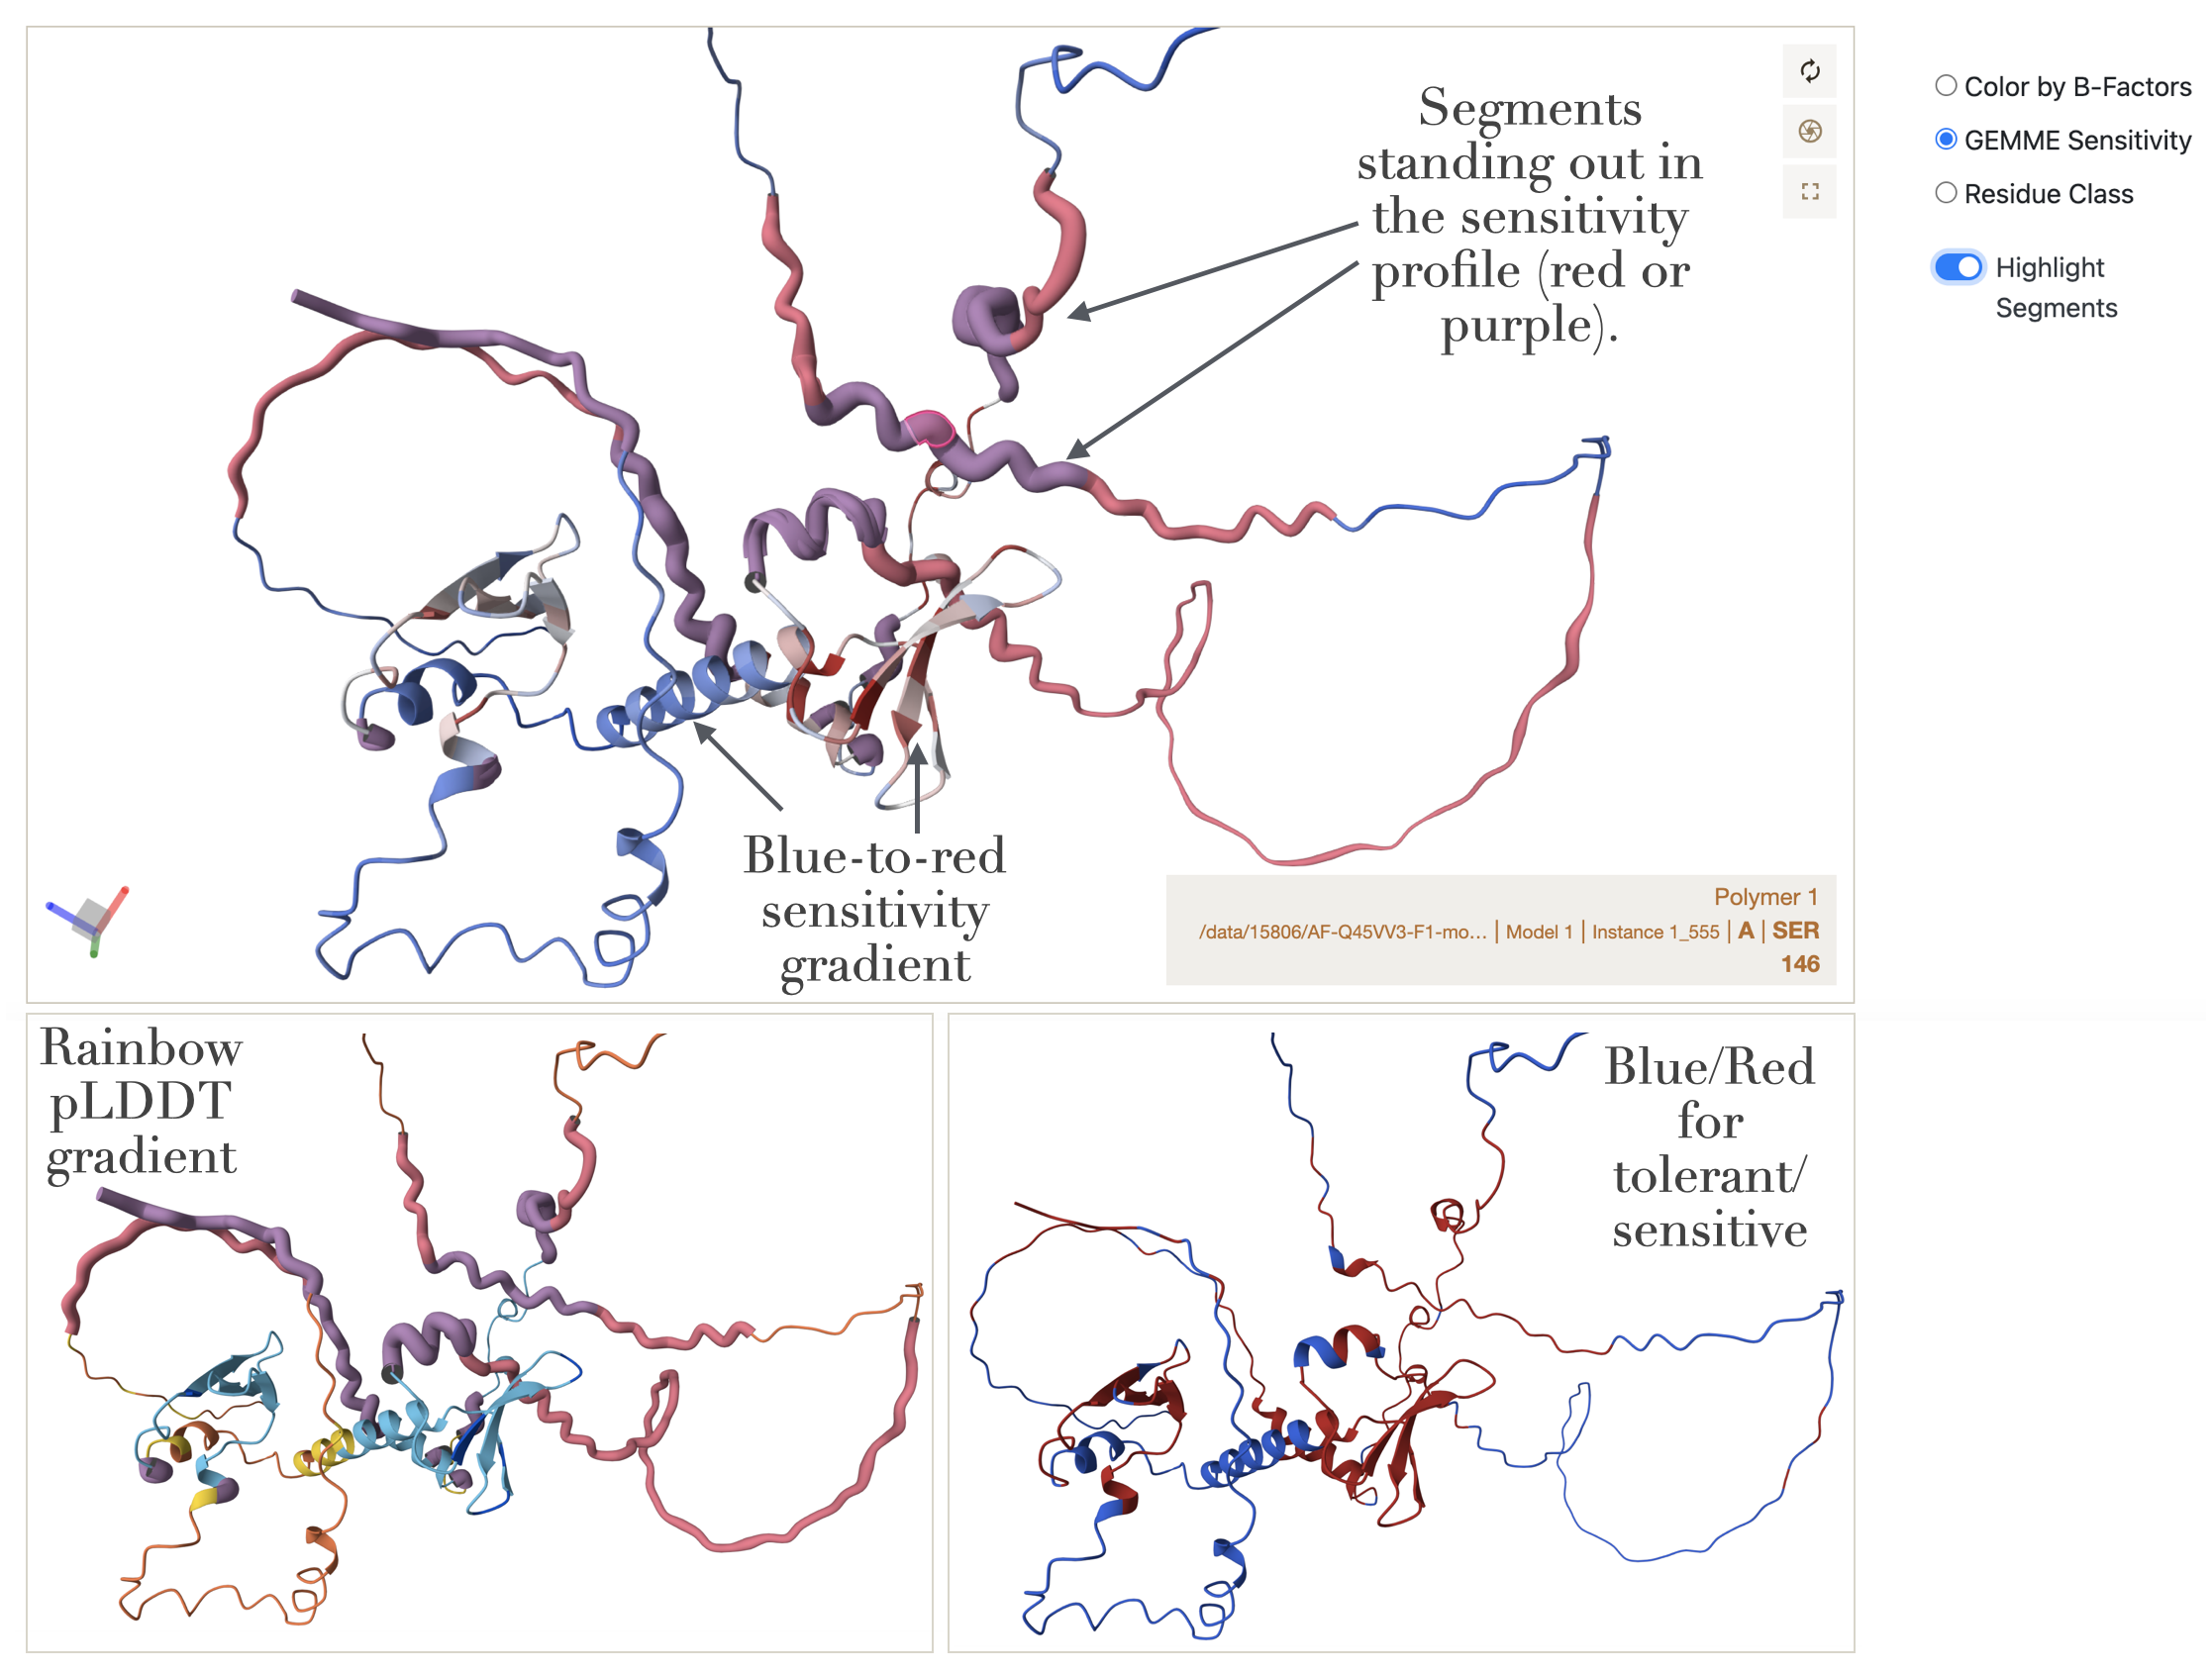 Segments
standing out in
the sensitivity
profile (red or
purple).
Color by B-Factors
GEMME Sensitivity
Residue Class
Highlight
Segments
Blue-to-red
sensitivity
gradient
Polymer 1
/data/15806/AF-Q45VV3-F1-mo... | Model 1 | Instance 1_555 | A | SER
146
Rainbow
pLDDT
gradient
Blue/Red
for
tolerant/
sensitive